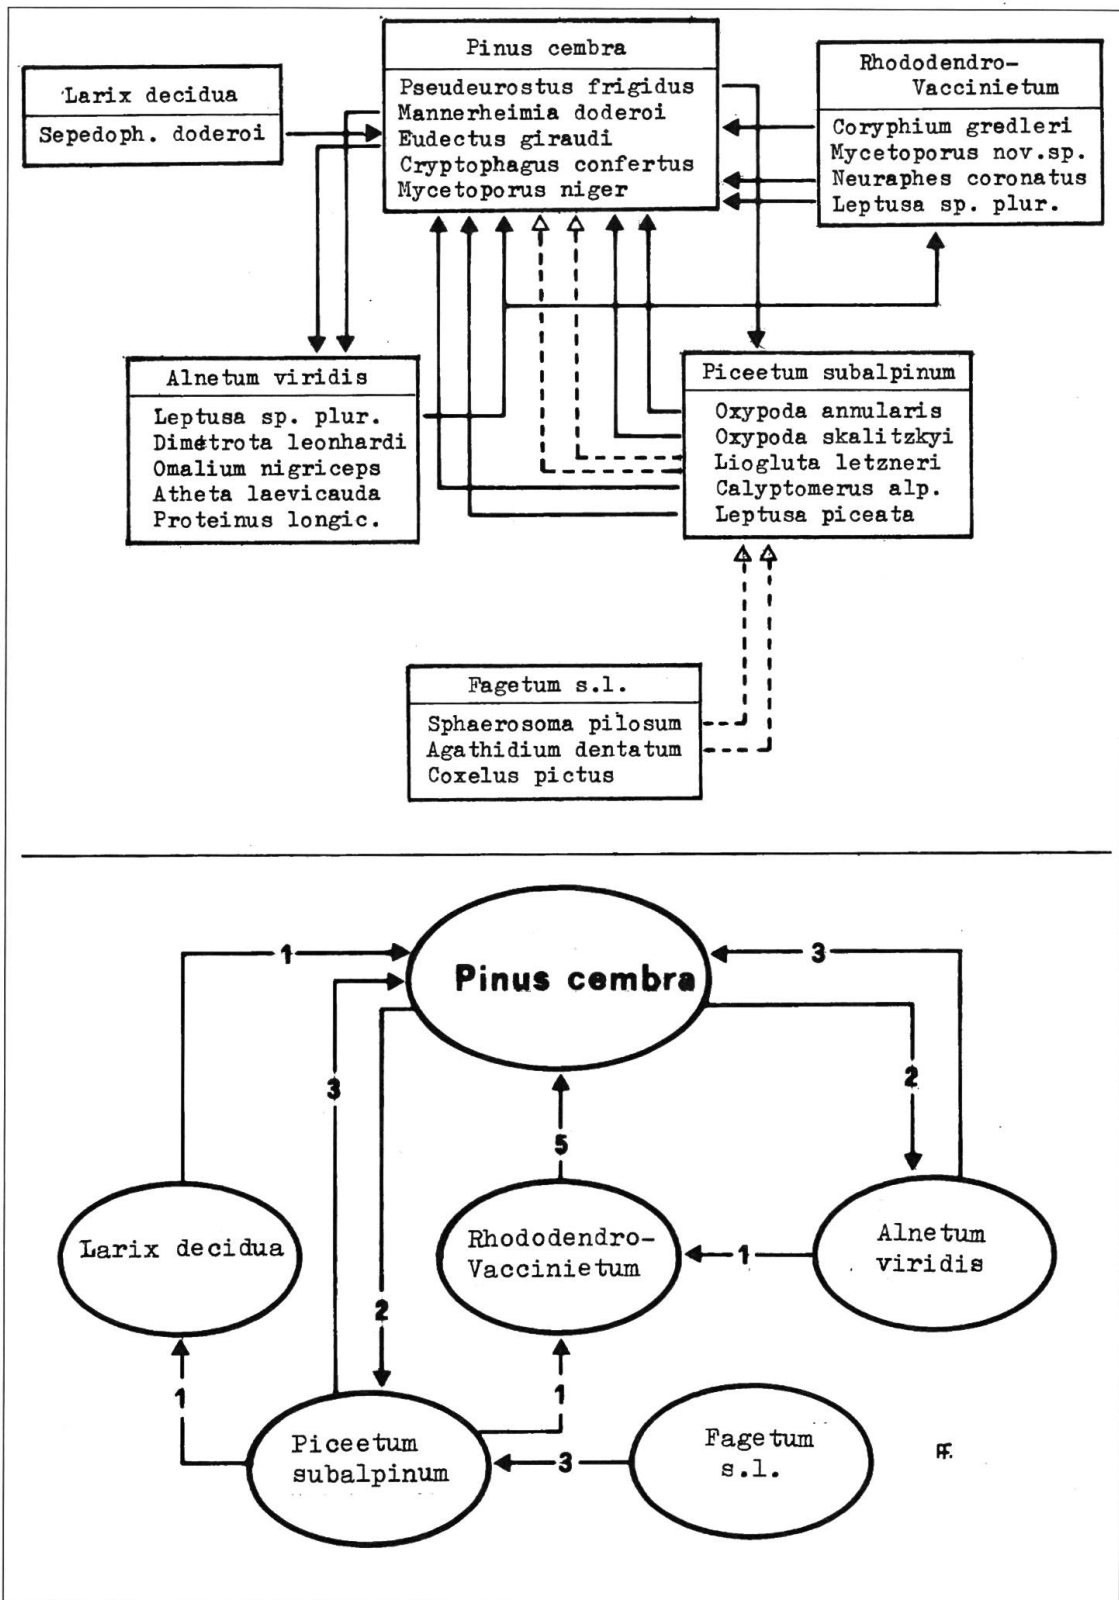 Pinus cembra
Pseudeurostus frigidus
Mannerheimia doderoi
Eudectus giraudi
Cryptophagus confertus
Mycetoporus niger
Larix decidua
Sepedoph. doderoi
Rhododendro-
Vaccinietum
Coryphium gredleri
Mycetoporus nov.sp.
Neuraphes coronatus
Leptusa sp. plur.
Alnetum viridis
Leptusa sp. plur.
Dimetrota leonhardi
Omalium nigriceps
Atheta laevicauda
Proteinus longic.
Piceetum subalpinum
Oxypoda annularis
Oxypoda skalitzkyi
Liogluta letzneri
Calyptomerus alp.
Leptusa piceata
Fagetum s.l.
Sphaerosoma pilosum
Agathidium dentatum
Coxelus pictus
1
3
Pinus cembra
3
2
5
2
Larix decidua
Rhododendro-
Vaccinietum
1
Alnetum
viridis
1
1
Piceetum
subalpinum
3
Fagetum
s.l.